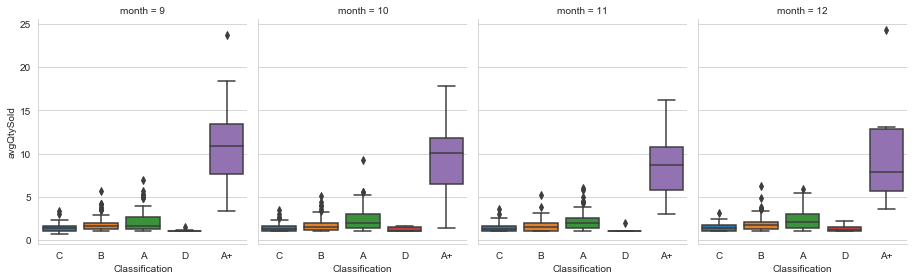 month = 9 month = 10 month = 11 month = 12
25
20
15
10
5
0
avgQtySold
C B A D A+ C B A D A+ C B A D A+ C B A D A+
Classification Classification Classification Classification